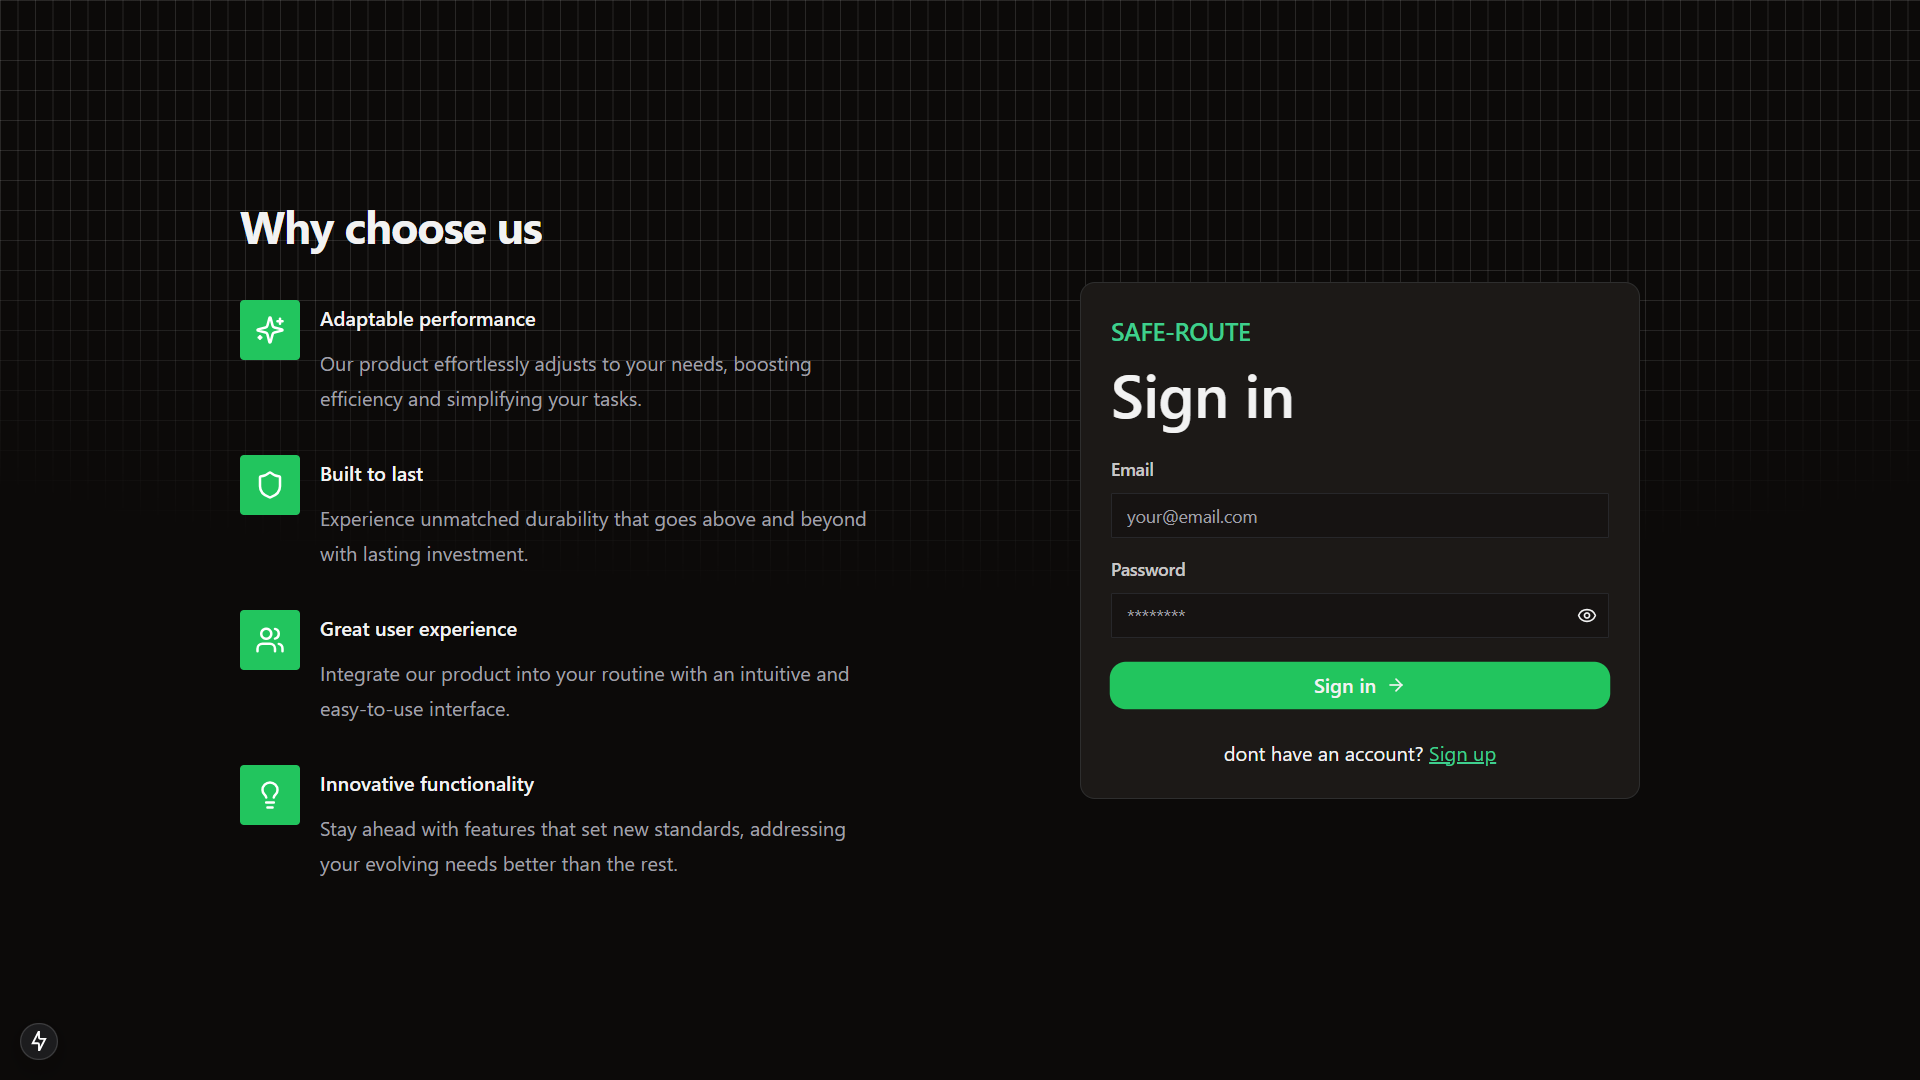 Why choose us
Adaptable performance
Our product effortlessly adjusts to your needs, boosting
efficiency and simplifying your tasks.
Built to last
Experience unmatched durability that goes above and beyond
with lasting investment.
Great user experience
Integrate our product into your routine with an intuitive and
easy-to-use interface.
Innovative functionality
Stay ahead with features that set new standards, addressing
your evolving needs better than the rest.
SAFE-ROUTE
Sign in
Email
your@email.com
Password
********
Sign in →
dont have an account? Sign up